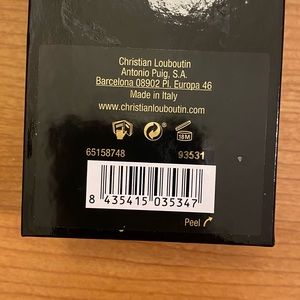 Christian Louboutin
Antonio Puig, S.A.
Barcelona 08902 Pl. Europa 46
Made in Italy
www.christianlouboutin.com
18M
65158748 93531
8 435415 035347
Peel